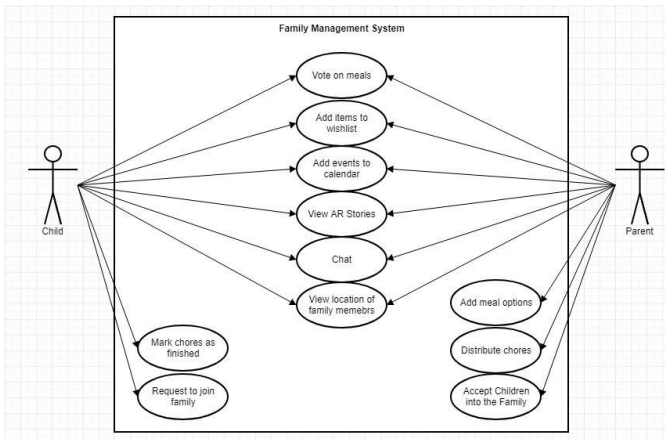 Family Management System
Vote on meals
Add items to
wishlist
Add events to
calendar
View AR Stories
Chat
View location of
family memebrs
Child
Parent
Mark chores as
finished
Request to join
family
Add meal options
Distribute chores
Accept Children
into the Family